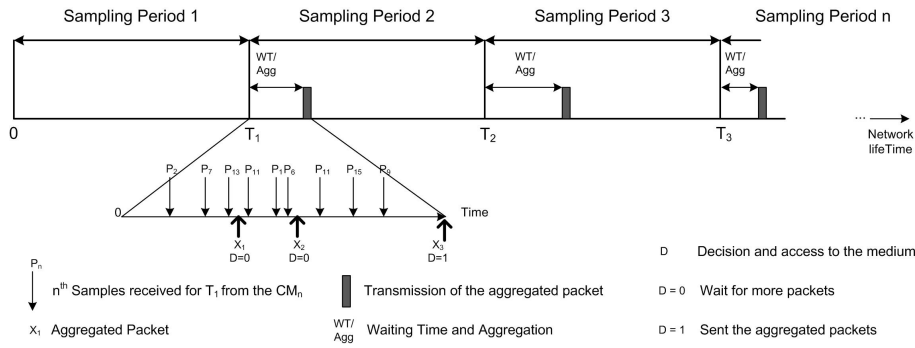 Sampling Period 1
Sampling Period 2
Sampling Period 3
Sampling Period n
WT/
Agg
WT/
Agg
WT/
Agg
0
T1
T2
T3
...
Network
lifeTime
P2
P7
P13
P11
P1
P6
P11
P15
P9
0
Time
X1
D=0
X2
D=0
X3
D=1
Pn
nth Samples received for T1 from the CMn
X1 Aggregated Packet
Transmission of the aggregated packet
WT/
Agg
Waiting Time and Aggregation
D Decision and access to the medium
D = 0 Wait for more packets
D = 1 Sent the aggregated packets